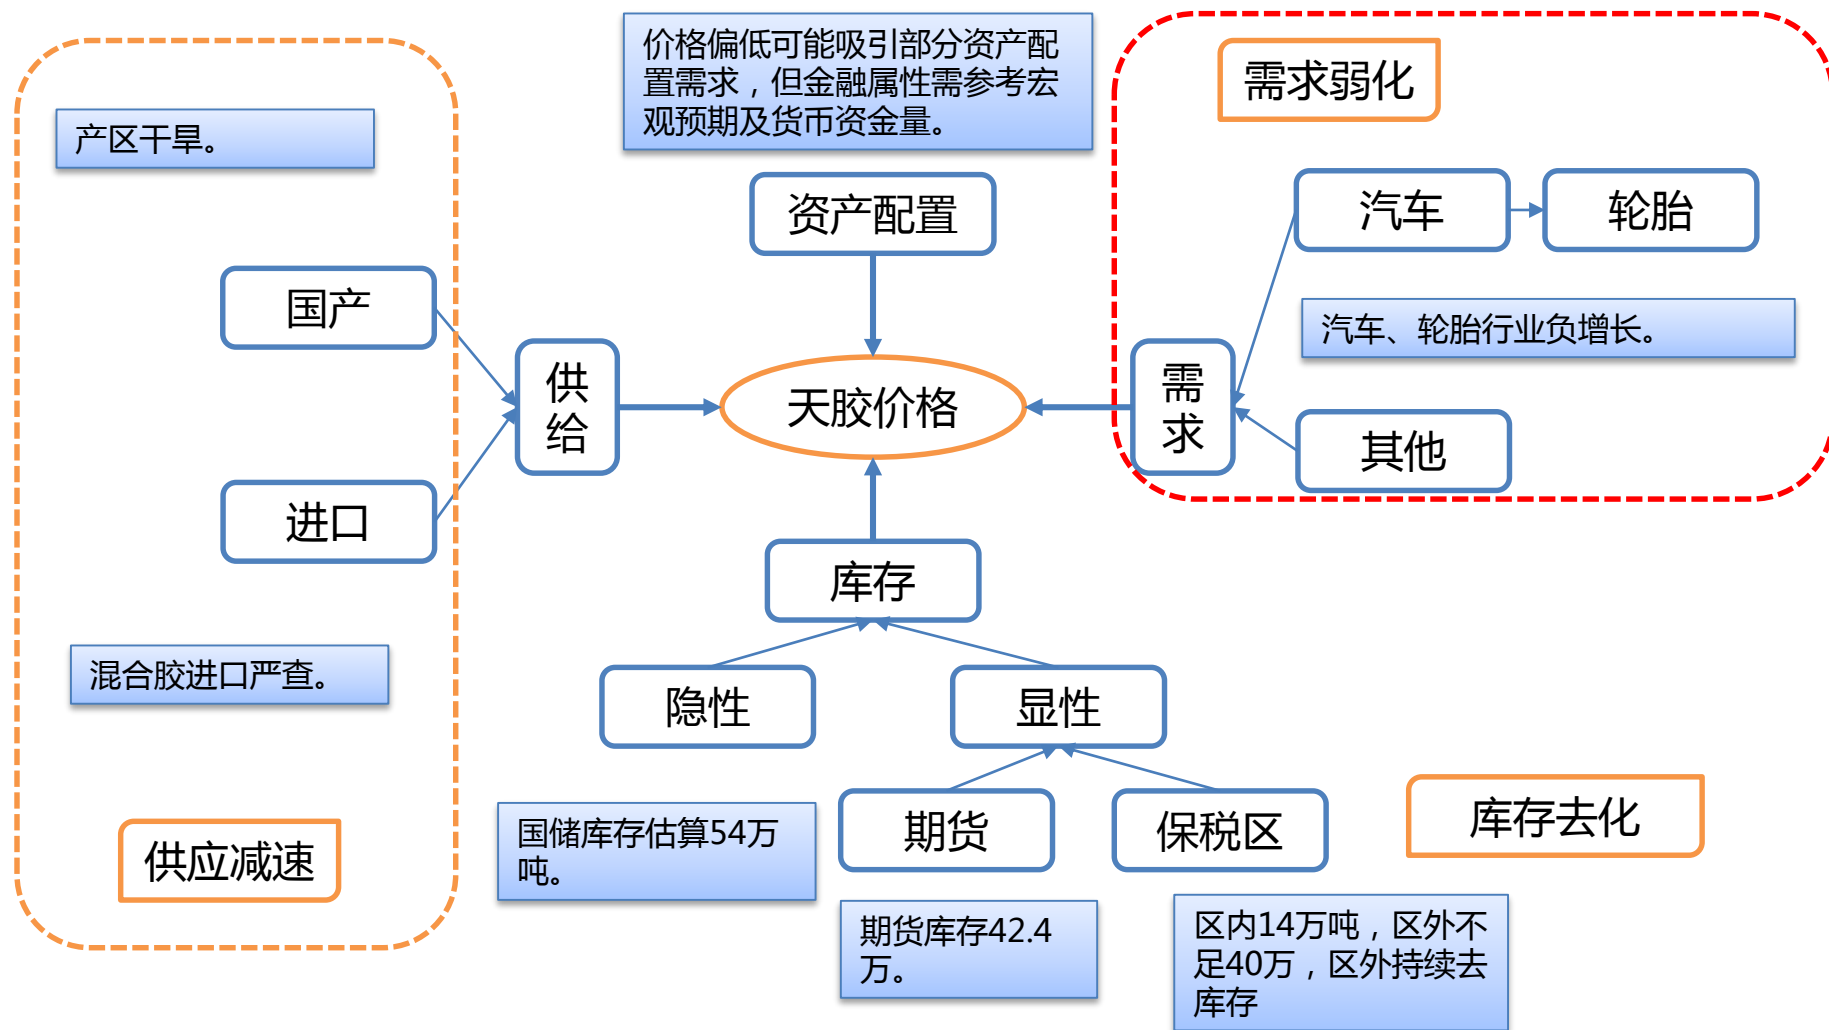 价格偏低可能吸引部分资产配
置需求，但金融属性需参考宏
观预期及货币资金量。
需求弱化
产区干旱。
资产配置
汽车
轮胎
国产
汽车、轮胎行业负增长。
供
给
天胶价格
需
求
其他
进口
库存
混合胶进口严查。
隐性
显性
国储库存估算54万
吨。
期货
保税区
库存去化
供应减速
期货库存42.4
万。
区内14万吨，区外不
足40万，区外持续去
库存